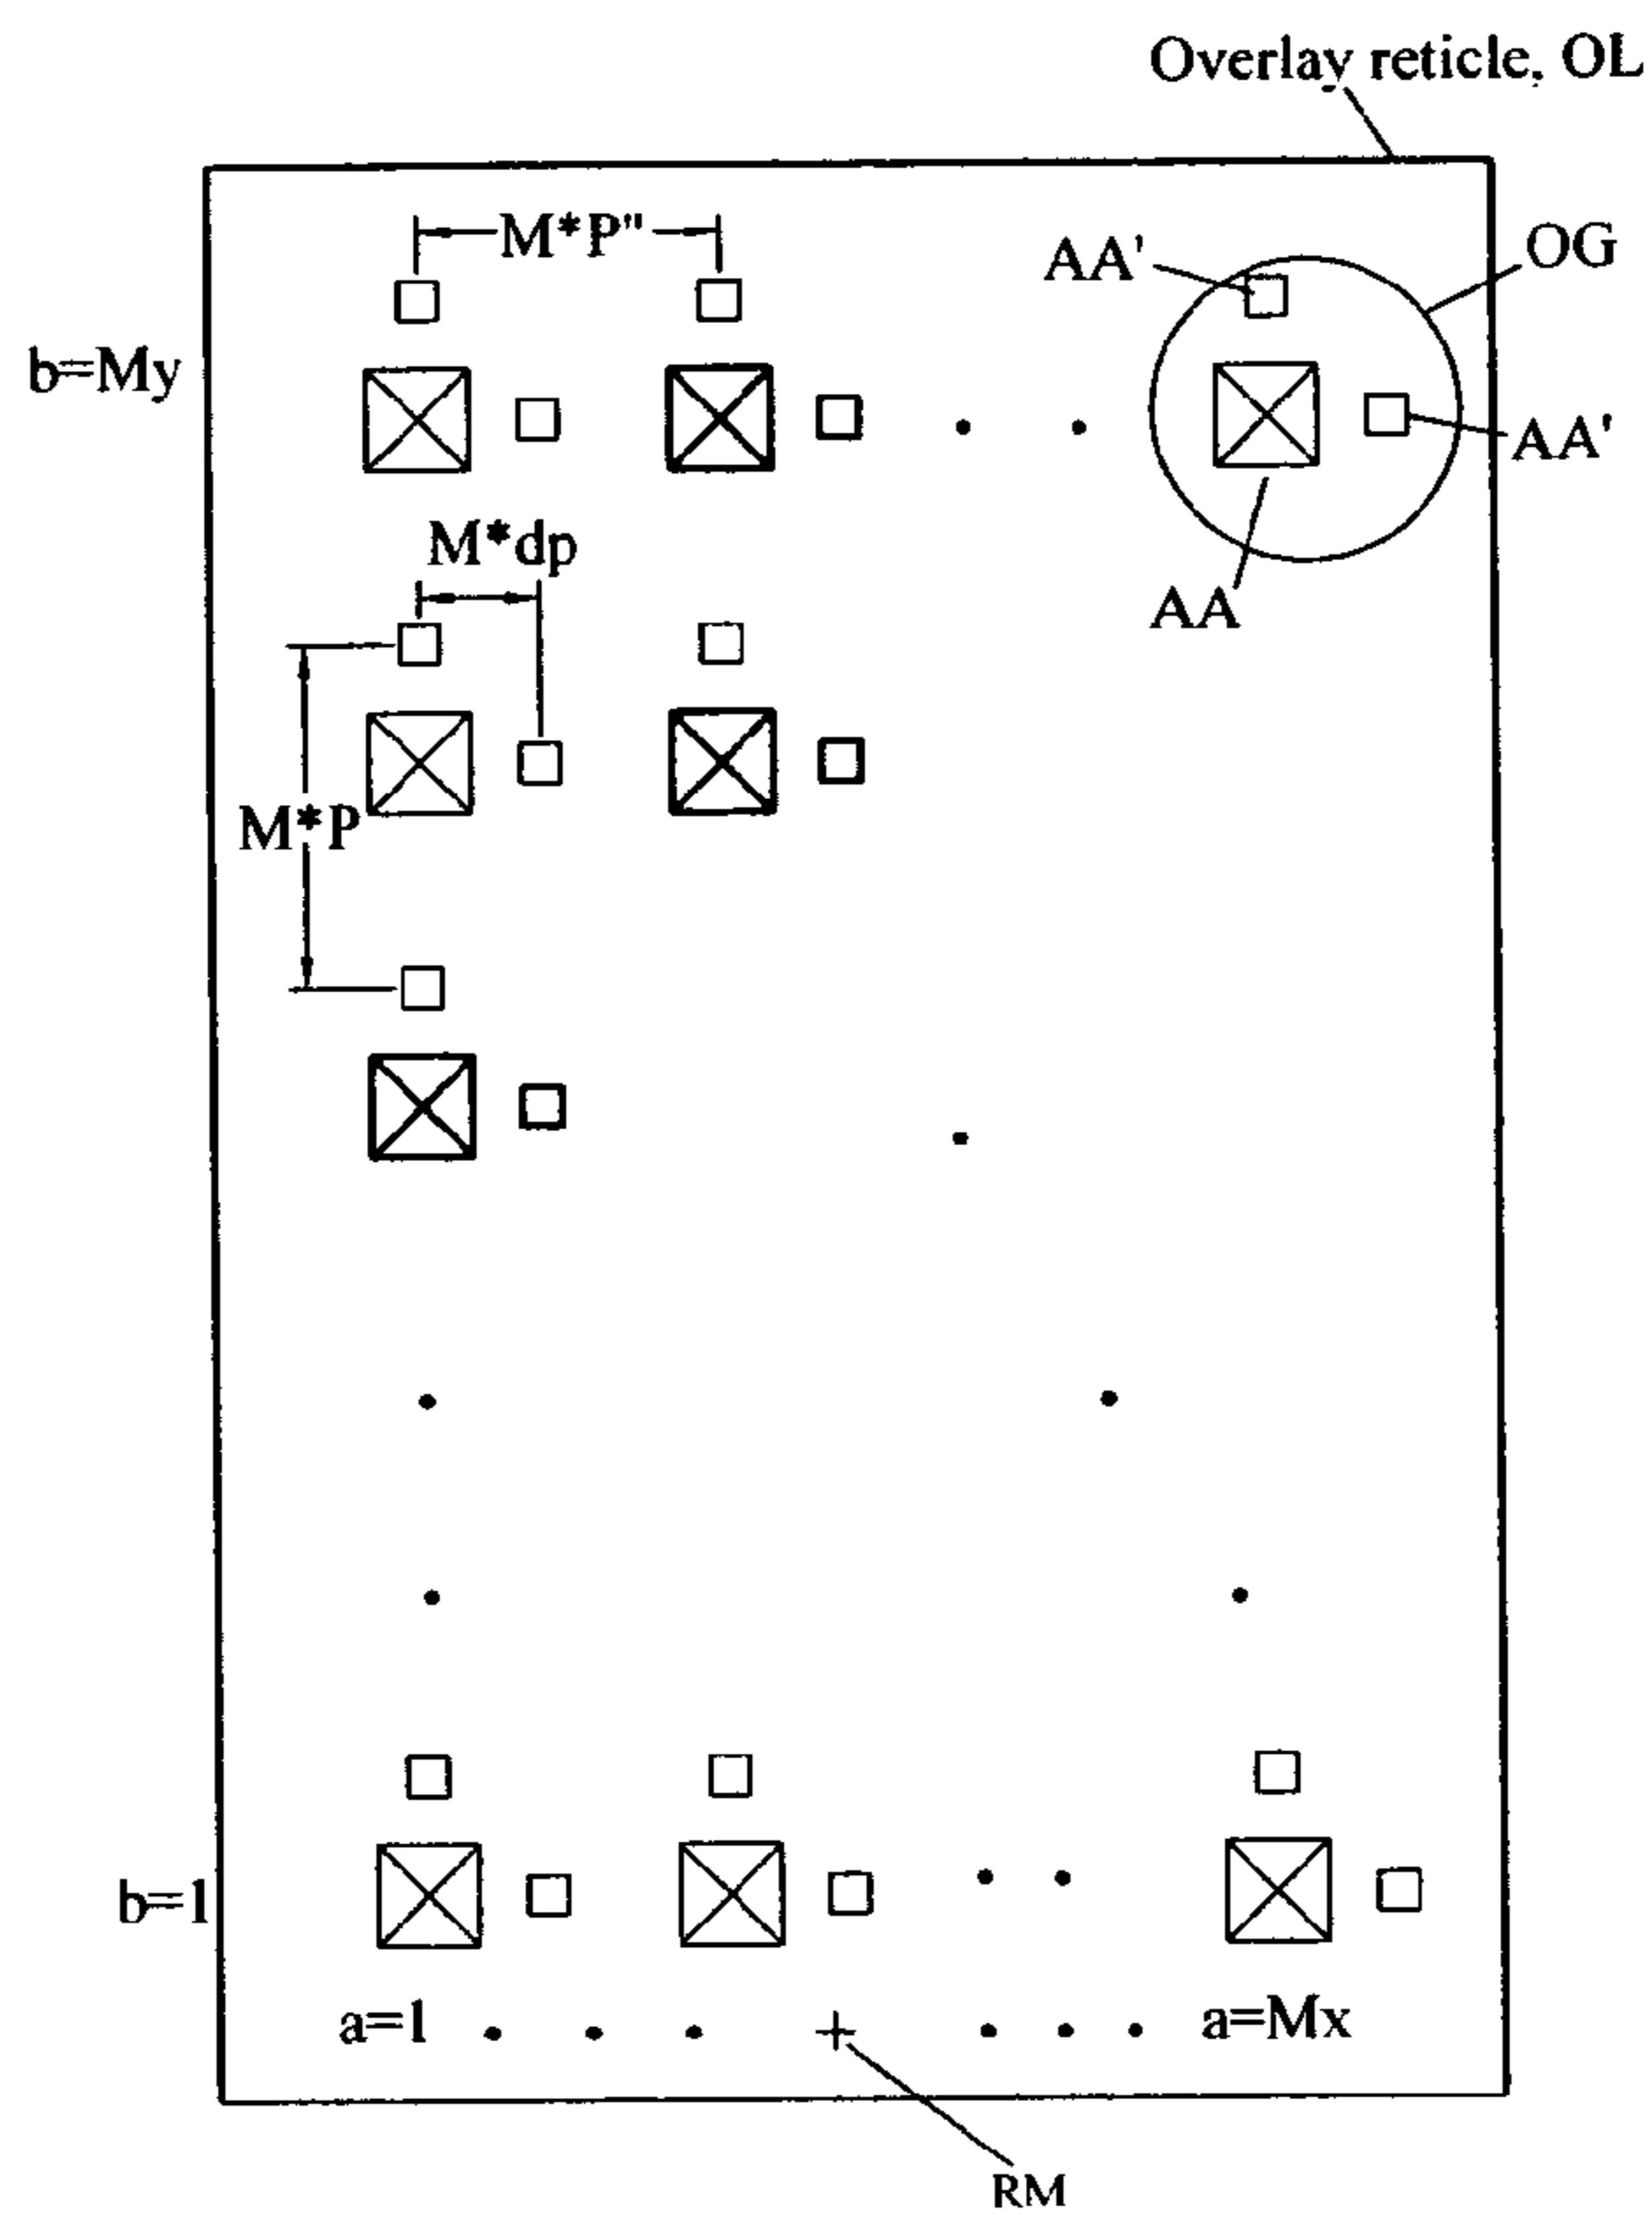 Overlay reticle, OL
M*P"
AA'
OG
b=My
AA'
M*dp
AA
M*P
b=1
a=1
a=Mx
RM